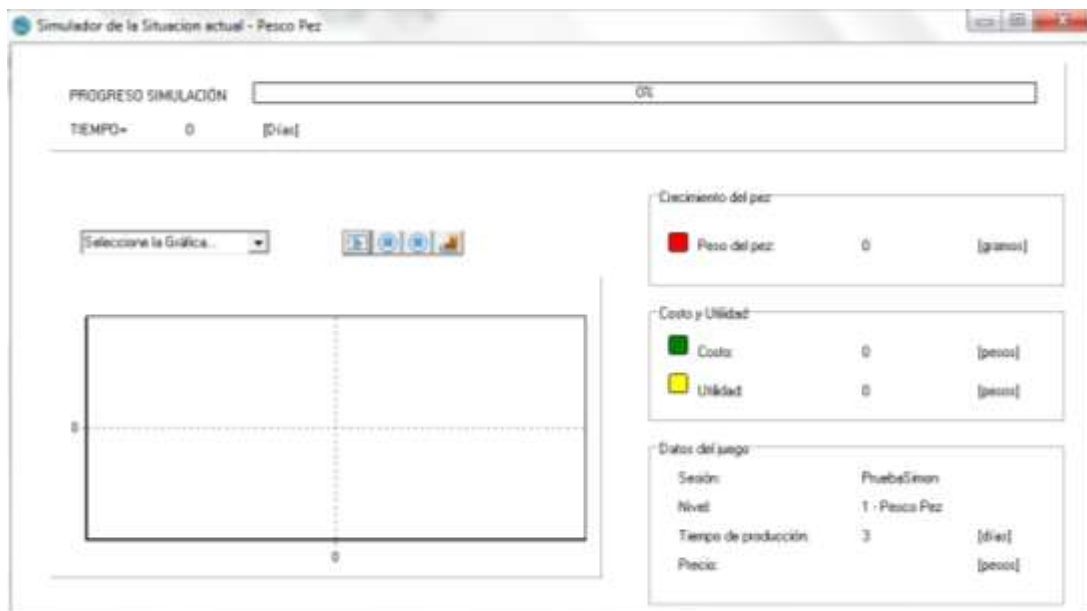 Simulador de la Situacion actual - Pesco Pez
PROGRESO SIMULACIÓN
0%
TIEMPO= 0 [Días]
Seleccione la Gráfica...
0
0
Crecimiento del pez
Peso del pez: 0 [gramos]
Costo y Utilidad
Costo: 0 [pesos]
Utilidad: 0 [pesos]
Datos del juego
Sesión: PruebaSimon
Nivel: 1 - Pesco Pez
Tiempo de producción: 3 [días]
Precio: [pesos]